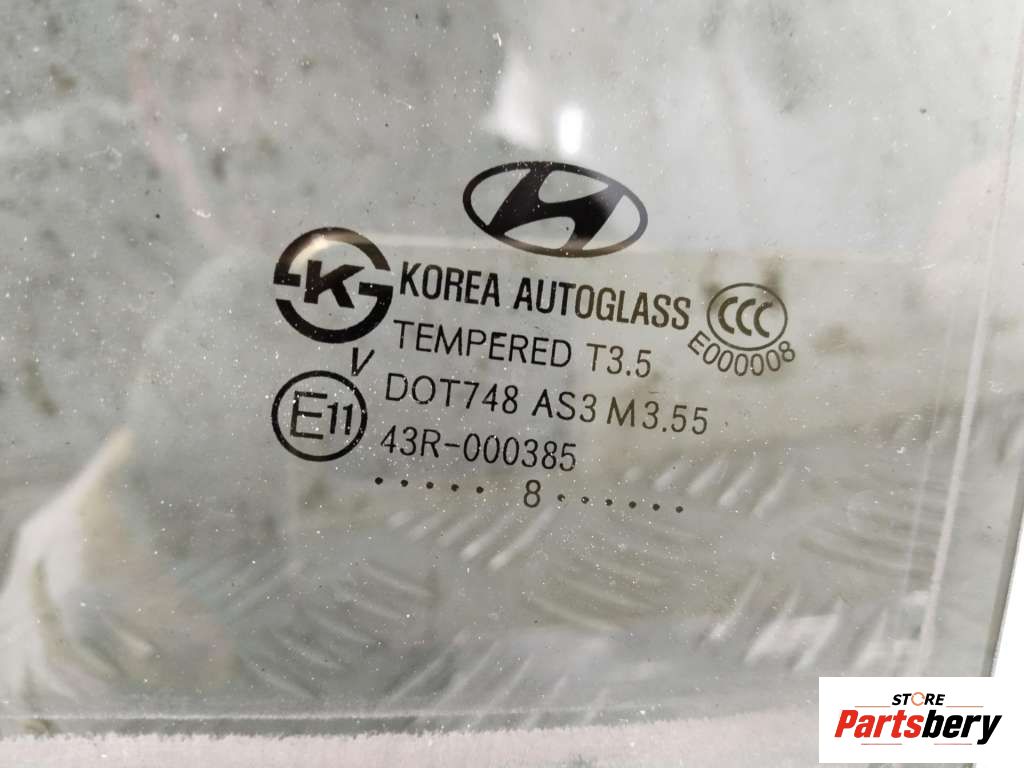 K
KOREA AUTOGLASS
CCC
E000008
TEMPERED T3.5
V
DOT748 AS3 M3.55
E11
43R-000385
..... 8 .......
STORE
Partsbery